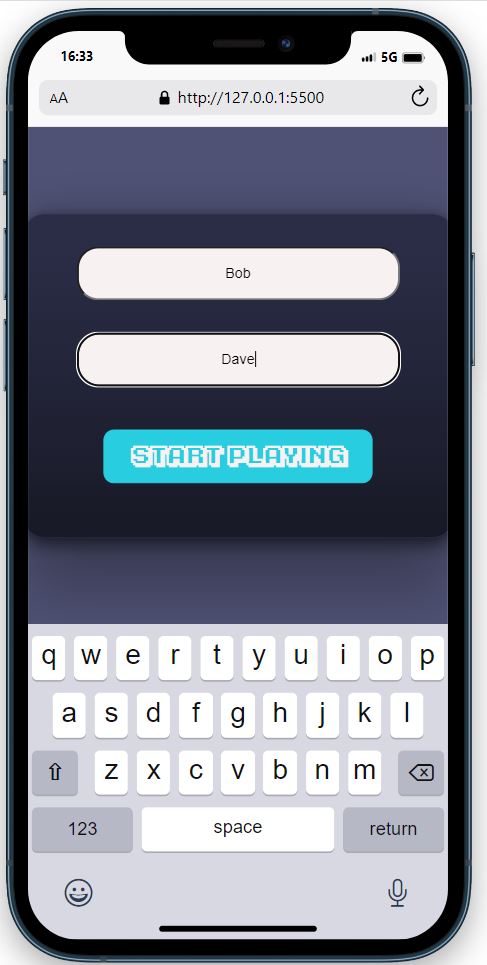 16:33
5G
AA http://127.0.0.1:5500
Bob
Dave
START PLAYING
q w e r t y u i o p
a s d f g h j k l
z x c v b n m
123 space return